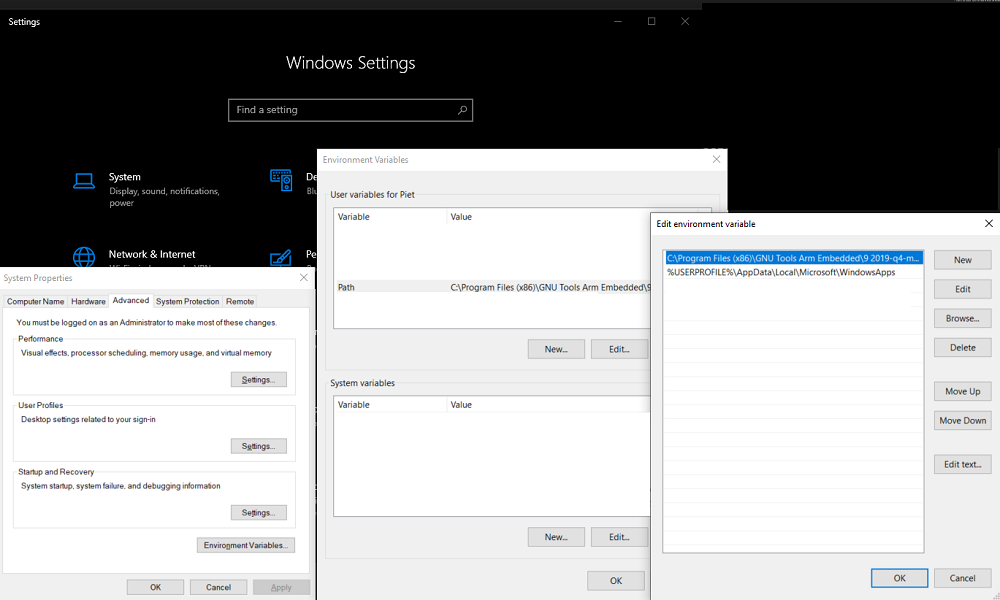 Settings
Windows Settings
Find a setting
System
Display, sound, notifications,
power
Network & Internet
Environment Variables
User variables for Piet
Variable Value
Path C:\Program Files (x86)\GNU Tools Arm Embedded\9
New... Edit...
System variables
Variable Value
New... Edit...
OK
System Properties
Computer Name Hardware Advanced System Protection Remote
You must be logged on as an Administrator to make most of these changes.
Performance
Visual effects, processor scheduling, memory usage, and virtual memory
Settings...
User Profiles
Desktop settings related to your sign-in
Settings...
Startup and Recovery
System startup, system failure, and debugging information
Settings...
Environment Variables...
OK Cancel Apply
Edit environment variable
C:\Program Files (x86)\GNU Tools Arm Embedded\9 2019-q4-m...
%USERPROFILE%\AppData\Local\Microsoft\WindowsApps
New
Edit
Browse...
Delete
Move Up
Move Down
Edit text...
OK Cancel